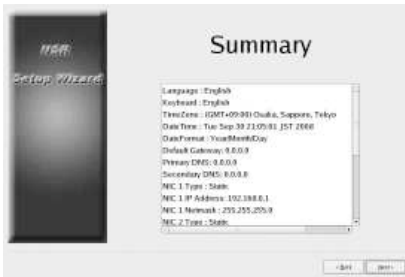 NSR
Setup Wizard
Summary
Language : English
Keyboard : English
TimeZone : (GMT+09:00) Osaka, Sapporo, Tokyo
DateTime : Tue Sep 30 21:05:01 JST 2008
DateFormat : Year/Month/Day
Default Gateway: 0.0.0.0
Primary DNS: 0.0.0.0
Secondary DNS: 0.0.0.0
NIC 1 Type : Static
NIC 1 IP Address: 192.168.0.1
NIC 1 Netmask : 255.255.255.0
NIC 2 Type : Static